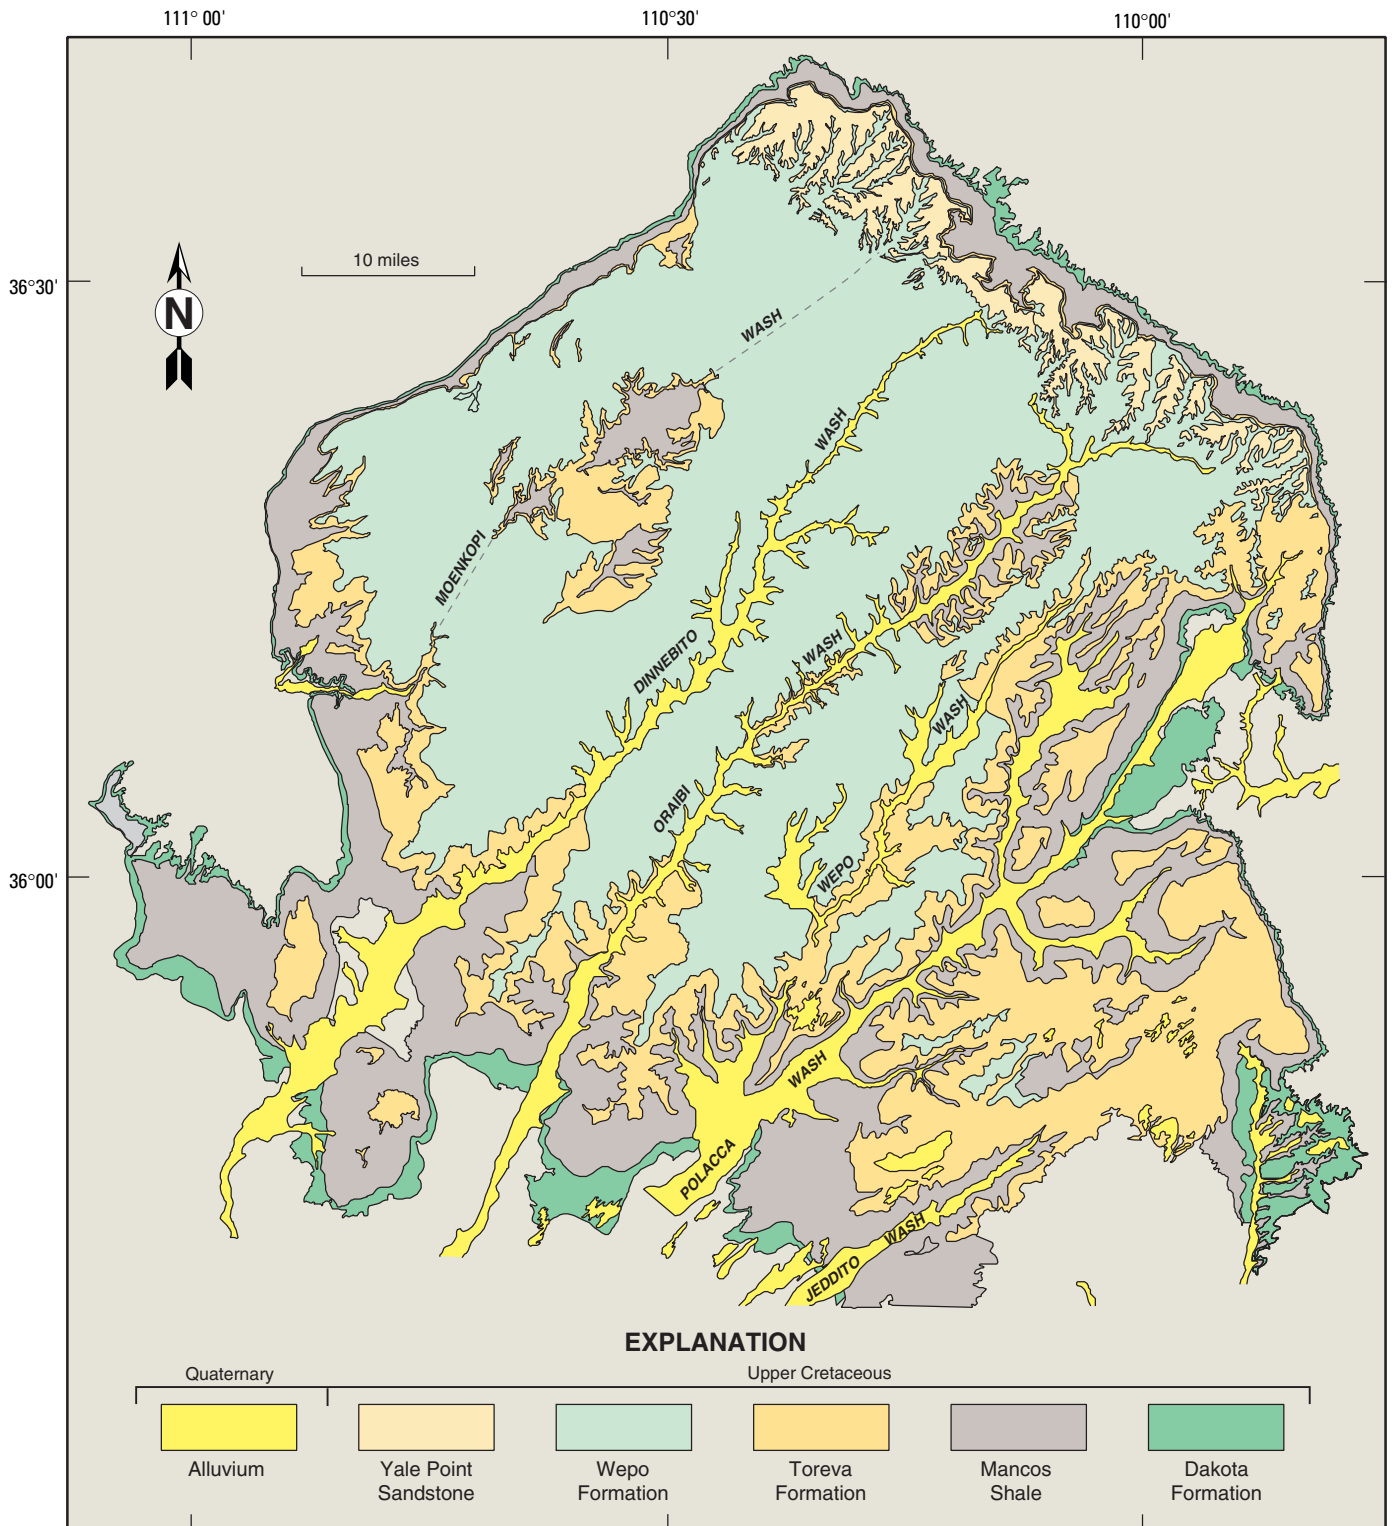 111° 00'
110°30'
110°00'
36°30'
10 miles
N
WASH
WASH
MOENKOPI
DINNEBITO
WASH
WASH
ORAIBI
WEPO
36°00'
WASH
POLACCA
WASH
JEDDITO
EXPLANATION
Quaternary
Upper Cretaceous
Alluvium
Yale Point
Sandstone
Wepo
Formation
Toreva
Formation
Mancos
Shale
Dakota
Formation